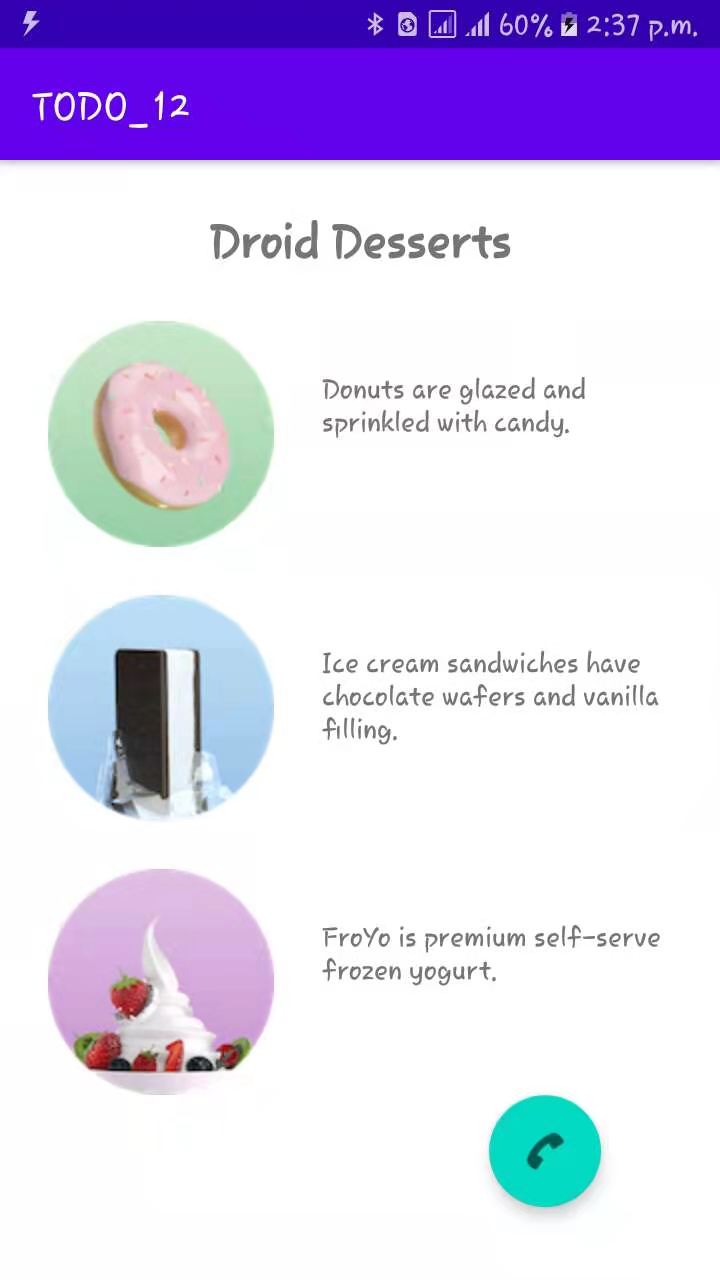 60% 2:37 p.m.
TODO_12
Droid Desserts
Donuts are glazed and
sprinkled with candy.
Ice cream sandwiches have
chocolate wafers and vanilla
filling.
FroYo is premium self-serve
frozen yogurt.